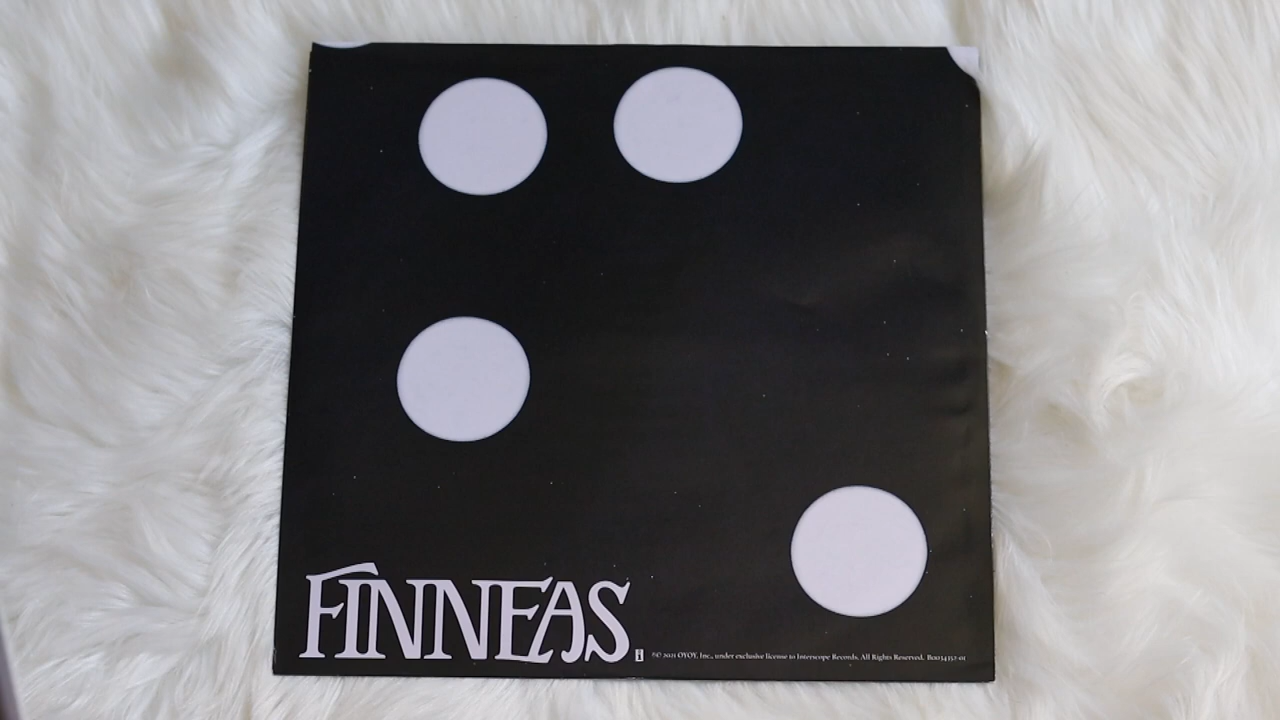 FINNEAS
℗© 2021 OYOY, Inc., under exclusive license to Interscope Records. All Rights Reserved.